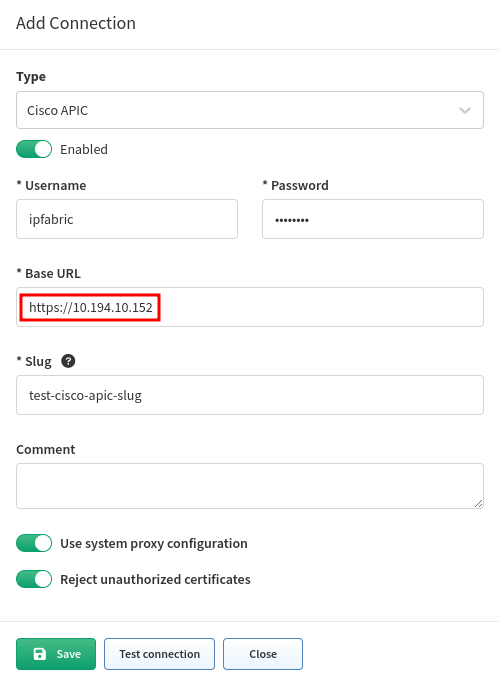 Add Connection
Type
Cisco APIC
Enabled
* Username * Password
ipfabric ••••••••
* Base URL
https://10.194.10.152
* Slug ?
test-cisco-apic-slug
Comment
Use system proxy configuration
Reject unauthorized certificates
Save Test connection Close